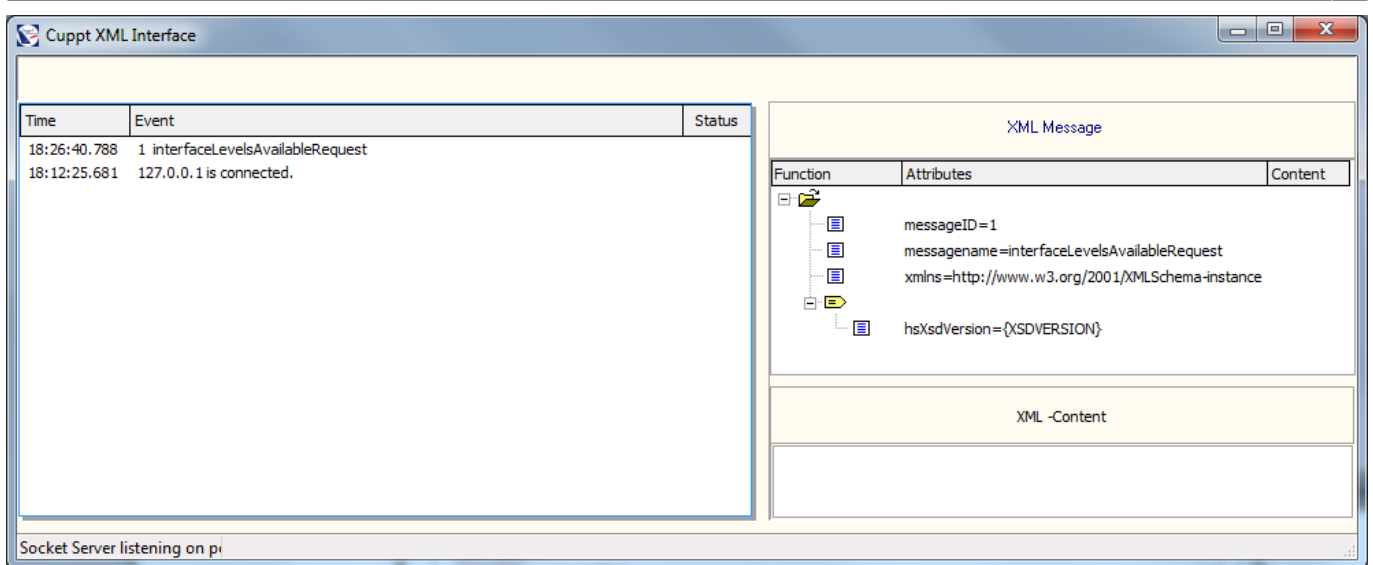 Cuppt XML Interface
Time Event Status
18:26:40.788 1 interfaceLevelsAvailableRequest
18:12:25.681 127.0.0.1 is connected.
XML Message
Function Attributes Content
messageID=1
messagename=interfaceLevelsAvailableRequest
xmlns=http://www.w3.org/2001/XMLSchema-instance
hsXsdVersion={XSDVERSION}
XML -Content
Socket Server listening on